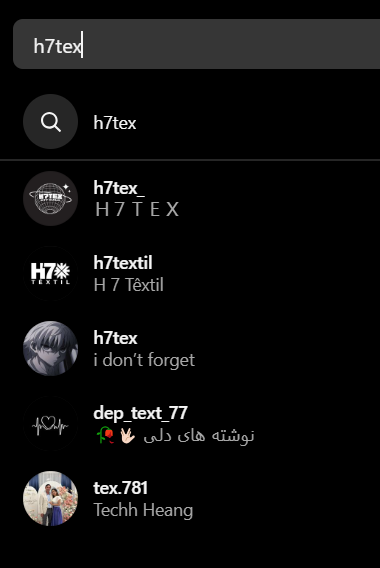 h7tex
h7tex
H7TEX
h7tex_
H 7 T E X
H7
TEXTIL
h7textil
H 7 Têxtil
h7tex
i don't forget
dep_text_77
نوشته های دلی 🖖🏻🥀
tex.781
Techh Heang